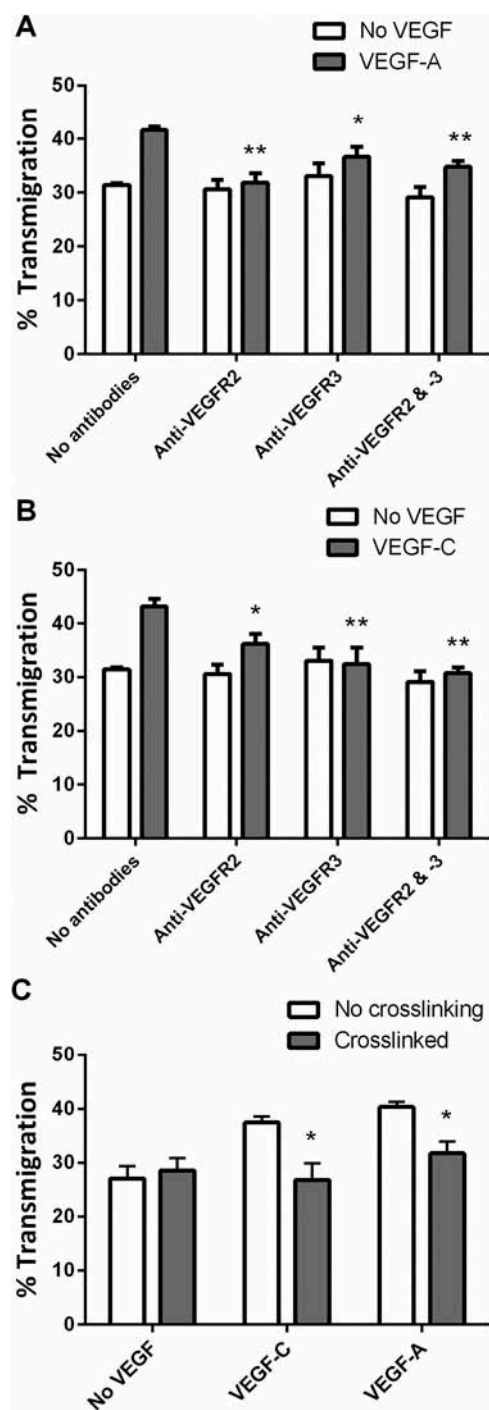 A
No VEGF
VEGF-A
% Transmigration
50
40
30
20
10
0
**
*
**
No antibodies
Anti-VEGFR2
Anti-VEGFR3
Anti-VEGFR2 & -3
B
No VEGF
VEGF-C
% Transmigration
50
40
30
20
10
0
*
**
**
No antibodies
Anti-VEGFR2
Anti-VEGFR3
Anti-VEGFR2 & -3
C
No crosslinking
Crosslinked
% Transmigration
50
40
30
20
10
0
*
*
No VEGF
VEGF-C
VEGF-A